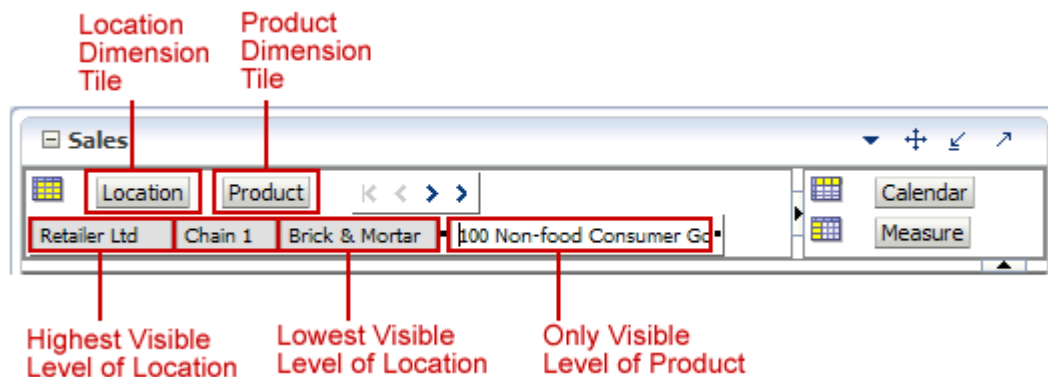 Location
Dimension
Tile
Product
Dimension
Tile
Sales
Location
Product
Calendar
Retailer Ltd
Chain 1
Brick & Mortar
100 Non-food Consumer Go
Measure
Highest Visible
Level of Location
Lowest Visible
Level of Location
Only Visible
Level of Product